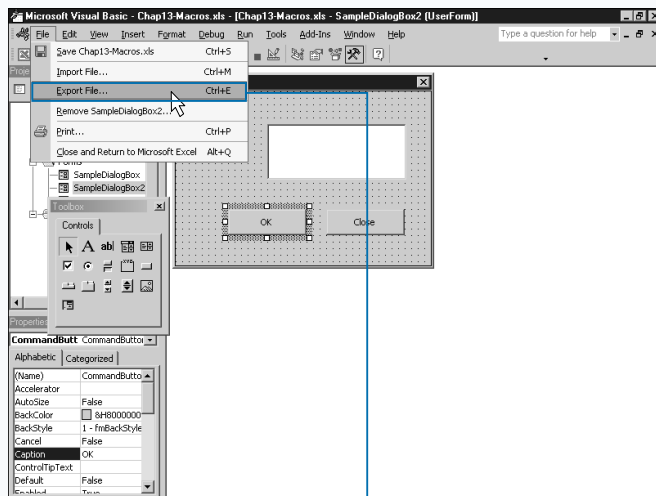 Microsoft Visual Basic - Chap13-Macros.xls - [Chap13-Macros.xls - SampleDialogBox2 (UserForm)]
File Edit View Insert Format Debug Run Tools Add-Ins Window Help
Type a question for help
Save Chap13-Macros.xls Ctrl+S
Import File... Ctrl+M
Export File... Ctrl+E
Remove SampleDialogBox2...
Print... Ctrl+P
Close and Return to Microsoft Excel Alt+Q
Forms
SampleDialogBox
SampleDialogBox2
OK
Close
Toolbox
Controls
A ab|
Properties
CommandButt CommandButton
Alphabetic Categorized
(Name) CommandButto
Accelerator
AutoSize False
BackColor &H8000000
BackStyle 1 - fmBackStyle
Cancel False
Caption OK
ControlTipText
Default False
Enabled True